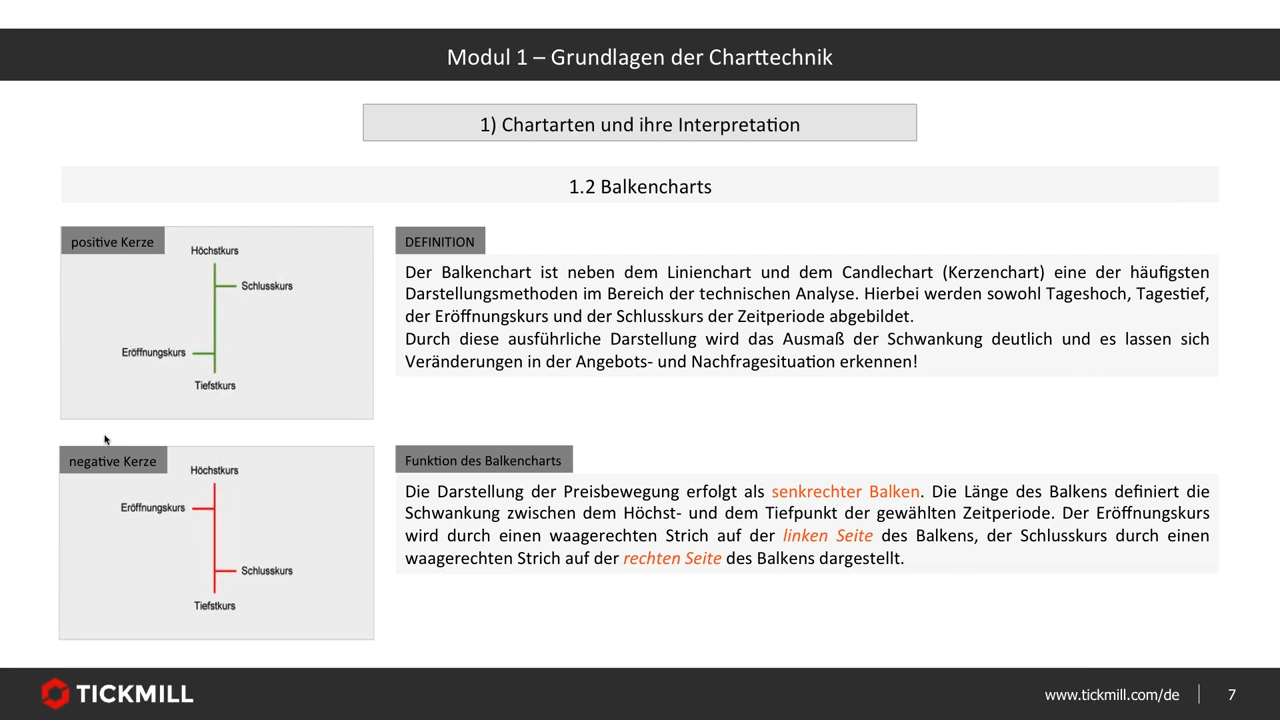 Modul 1 – Grundlagen der Charttechnik
1) Chartarten und ihre Interpretation
1.2 Balkencharts
positive Kerze
Höchstkurs
Schlusskurs
Eröffnungskurs
Tiefstkurs
DEFINITION
Der Balkenchart ist neben dem Linienchart und dem Candlechart (Kerzenchart) eine der häufigsten
Darstellungsmethoden im Bereich der technischen Analyse. Hierbei werden sowohl Tageshoch, Tagestief,
der Eröffnungskurs und der Schlusskurs der Zeitperiode abgebildet.
Durch diese ausführliche Darstellung wird das Ausmaß der Schwankung deutlich und es lassen sich
Veränderungen in der Angebots- und Nachfragesituation erkennen!
negative Kerze
Höchstkurs
Eröffnungskurs
Schlusskurs
Tiefstkurs
Funktion des Balkencharts
Die Darstellung der Preisbewegung erfolgt als senkrechter Balken. Die Länge des Balkens definiert die
Schwankung zwischen dem Höchst- und dem Tiefpunkt der gewählten Zeitperiode. Der Eröffnungskurs
wird durch einen waagerechten Strich auf der linken Seite des Balkens, der Schlusskurs durch einen
waagerechten Strich auf der rechten Seite des Balkens dargestellt.
TICKMILL
www.tickmill.com/de
7